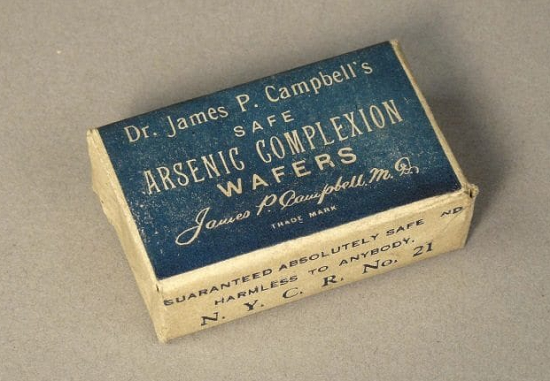 Dr. James P. Campbell's
SAFE
ARSENIC COMPLEXION
WAFERS
James P. Campbell, M. D.
TRADE MARK
GUARANTEED ABSOLUTELY SAFE AND
HARMLESS TO ANYBODY.
N. Y. C. R. No. 21